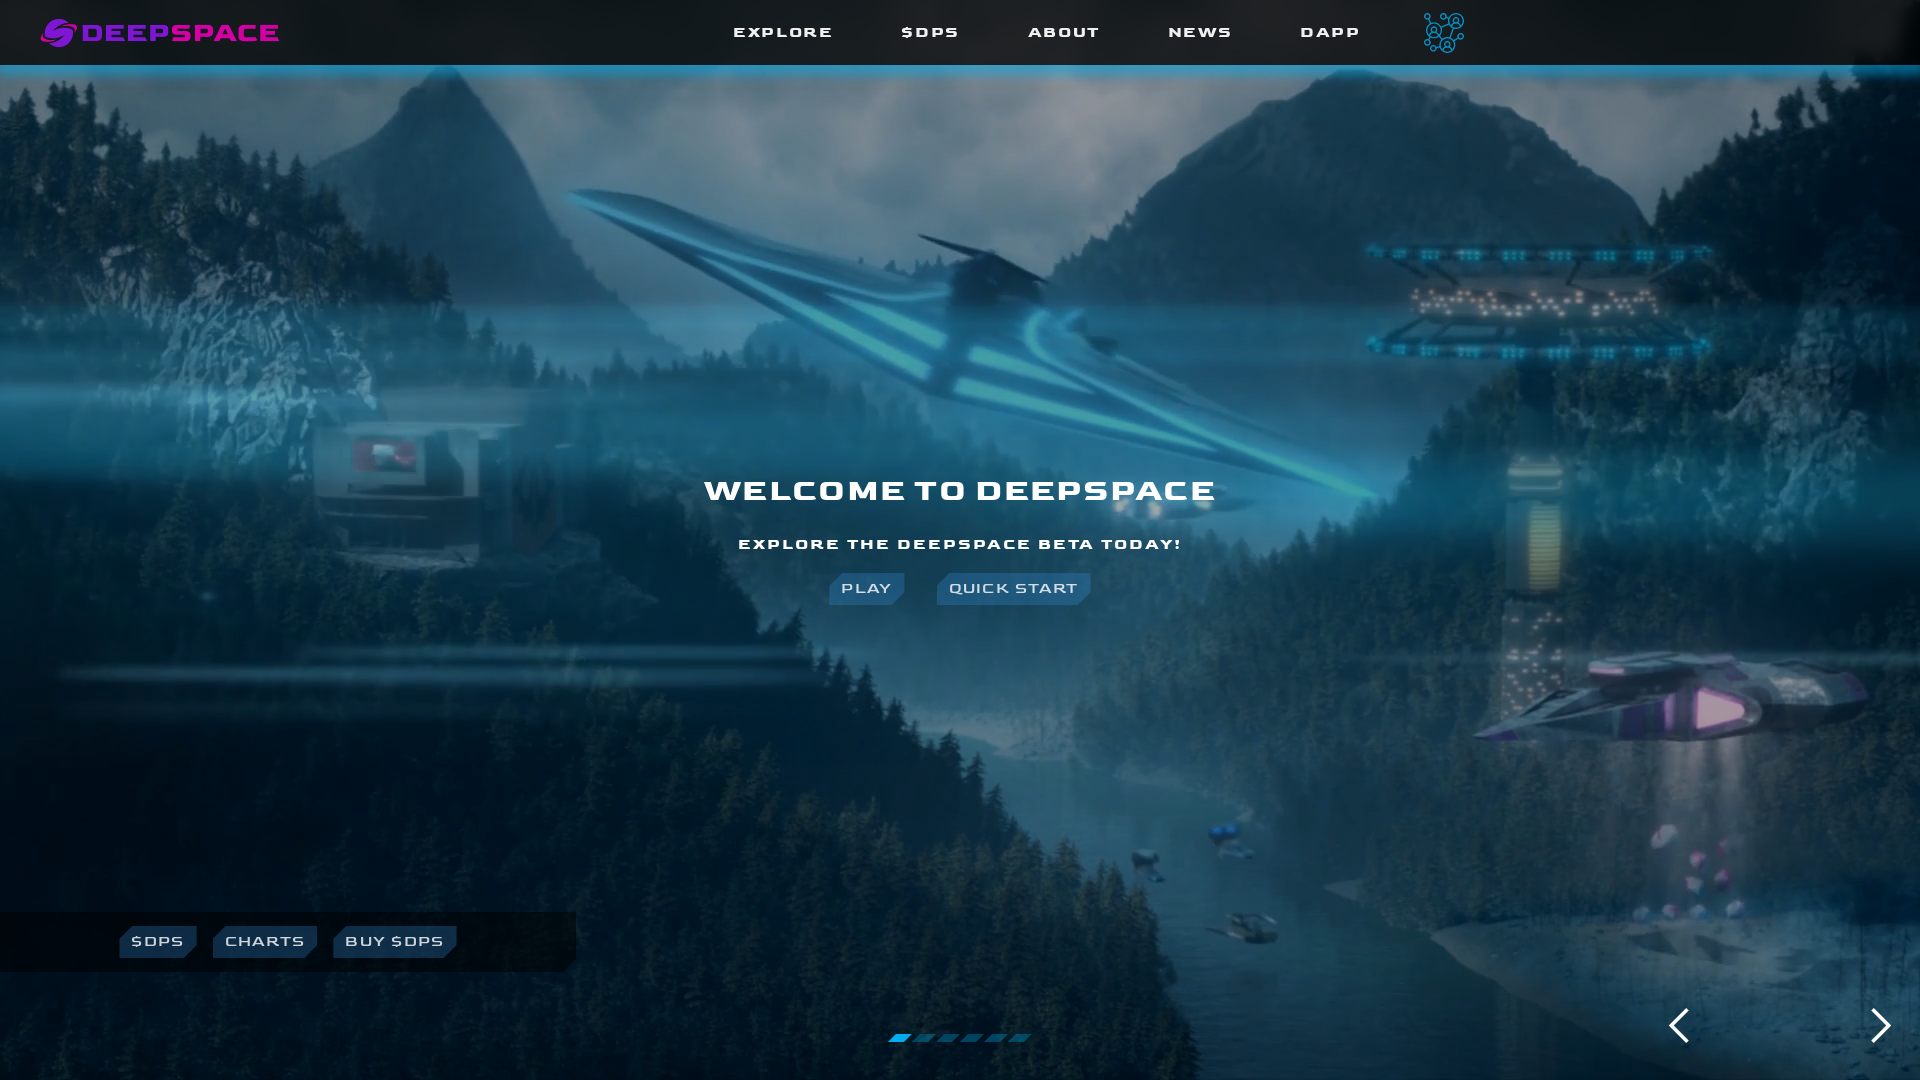 DEEPSPACE
EXPLORE
$DPS
ABOUT
NEWS
DAPP
WELCOME TO DEEPSPACE
EXPLORE THE DEEPSPACE BETA TODAY!
PLAY
QUICK START
$DPS
CHARTS
BUY $DPS